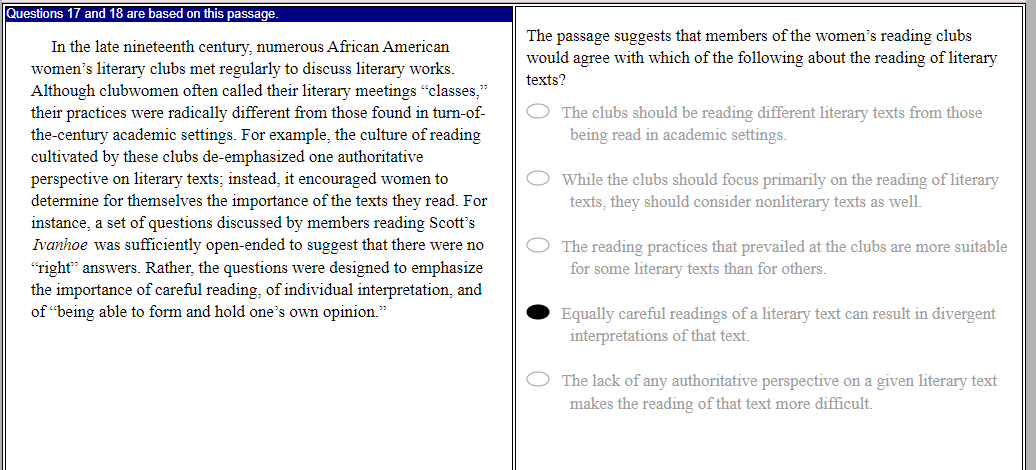 Questions 17 and 18 are based on this passage.
In the late nineteenth century, numerous African American
women's literary clubs met regularly to discuss literary works.
Although clubwomen often called their literary meetings “classes,”
their practices were radically different from those found in turn-of-
the-century academic settings. For example, the culture of reading
cultivated by these clubs de-emphasized one authoritative
perspective on literary texts; instead, it encouraged women to
determine for themselves the importance of the texts they read. For
instance, a set of questions discussed by members reading Scott's
Ivanhoe was sufficiently open-ended to suggest that there were no
“right” answers. Rather, the questions were designed to emphasize
the importance of careful reading, of individual interpretation, and
of “being able to form and hold one's own opinion.”
The passage suggests that members of the women's reading clubs
would agree with which of the following about the reading of literary
texts?
The clubs should be reading different literary texts from those
being read in academic settings.
While the clubs should focus primarily on the reading of literary
texts, they should consider nonliterary texts as well.
The reading practices that prevailed at the clubs are more suitable
for some literary texts than for others.
Equally careful readings of a literary text can result in divergent
interpretations of that text.
The lack of any authoritative perspective on a given literary text
makes the reading of that text more difficult.